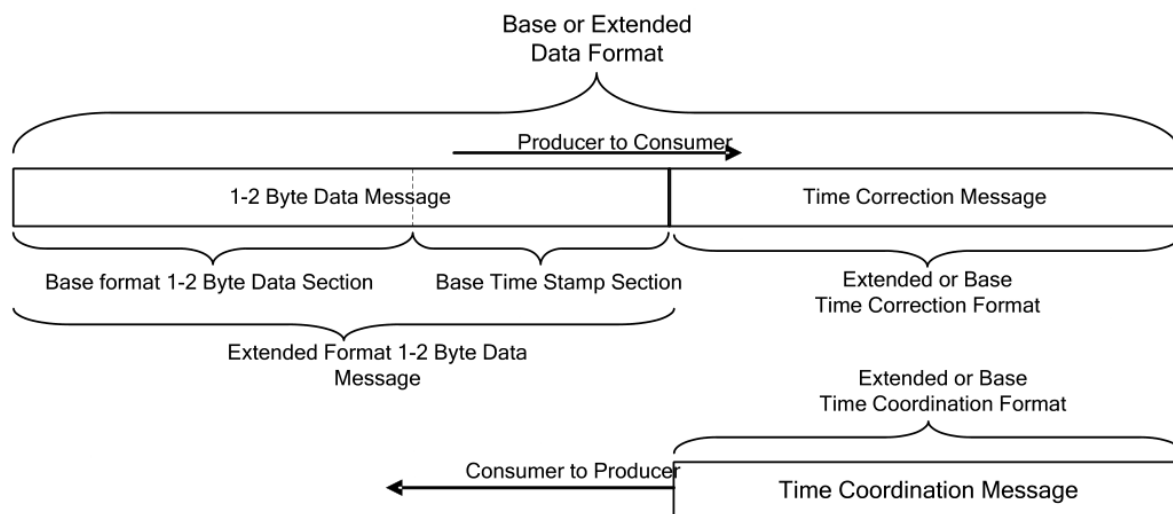 Base or Extended
Data Format
Producer to Consumer
1-2 Byte Data Message
Time Correction Message
Base format 1-2 Byte Data Section
Base Time Stamp Section
Extended or Base
Time Correction Format
Extended Format 1-2 Byte Data
Message
Extended or Base
Time Coordination Format
Consumer to Producer
Time Coordination Message